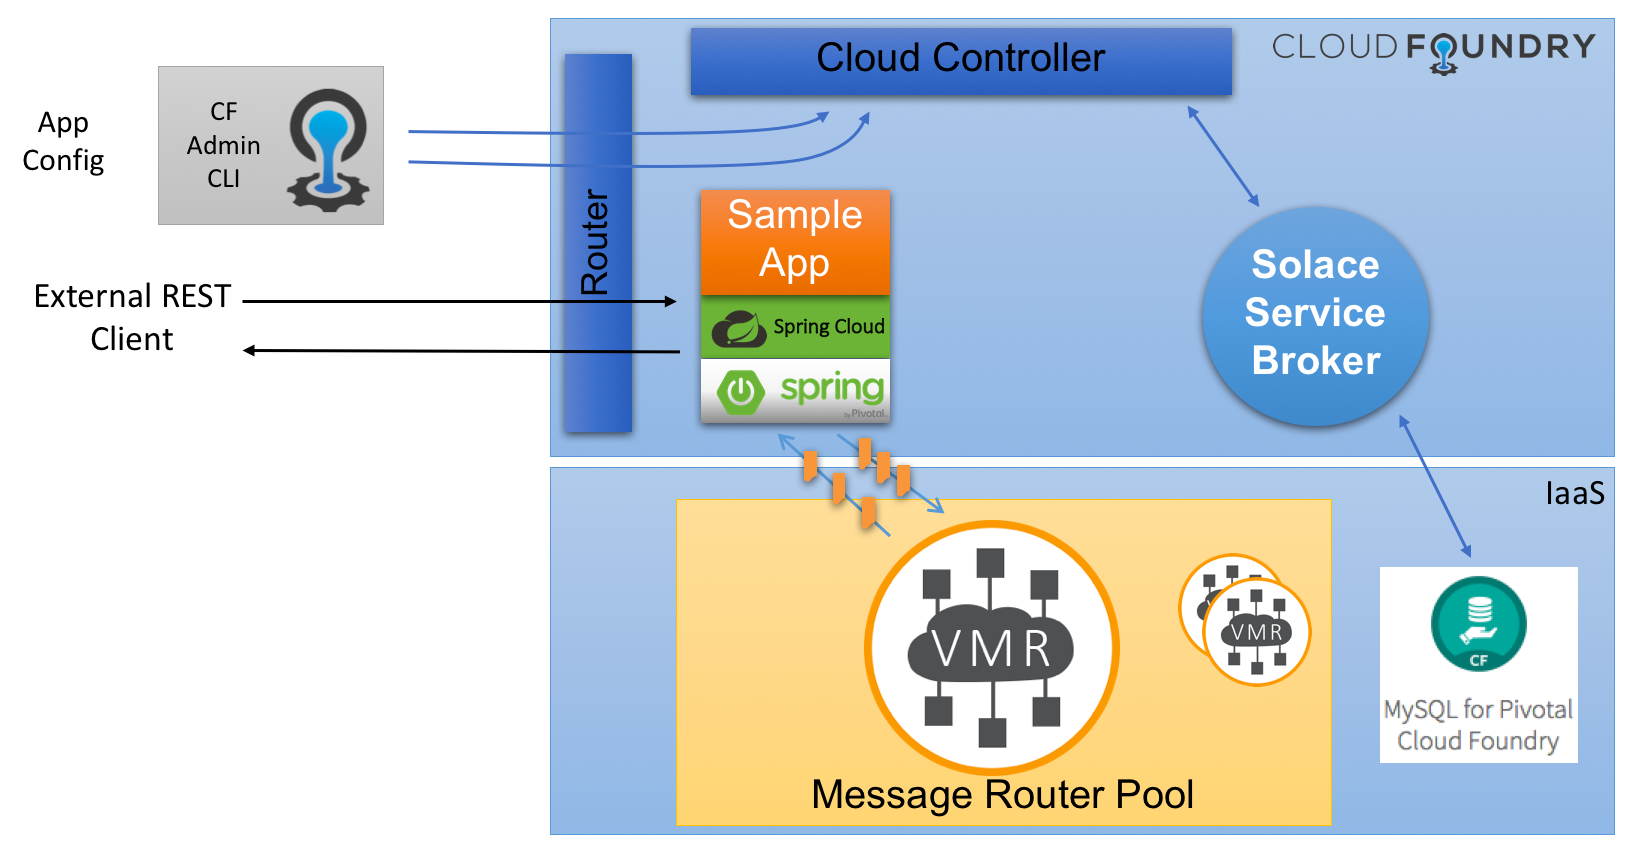 Cloud Controller
CLOUD FOUNDRY
App
Config
CF
Admin
CLI
Router
Sample
App
Spring Cloud
spring
by Pivotal
External REST
Client
Solace
Service
Broker
IaaS
VMR
VMR
CF
MySQL for Pivotal
Cloud Foundry
Message Router Pool